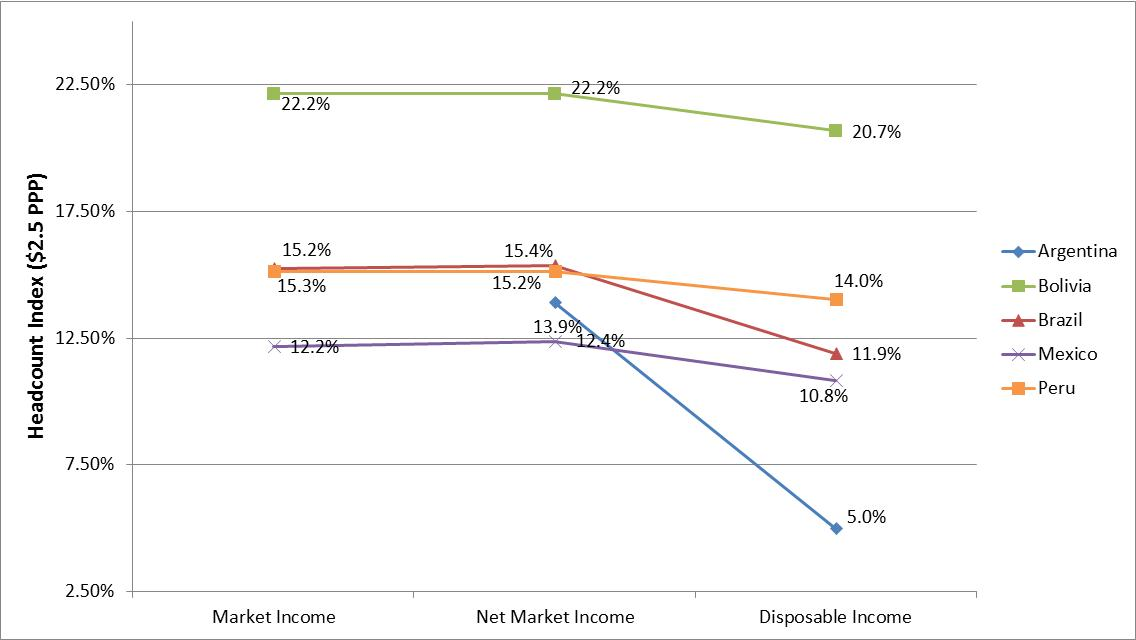 Headcount Index ($2.5 PPP)
22.50%
17.50%
12.50%
7.50%
2.50%
22.2%
22.2%
20.7%
15.2%
15.4%
15.3%
15.2%
14.0%
13.9%
12.2%
12.4%
11.9%
10.8%
5.0%
Market Income
Net Market Income
Disposable Income
Argentina
Bolivia
Brazil
Mexico
Peru